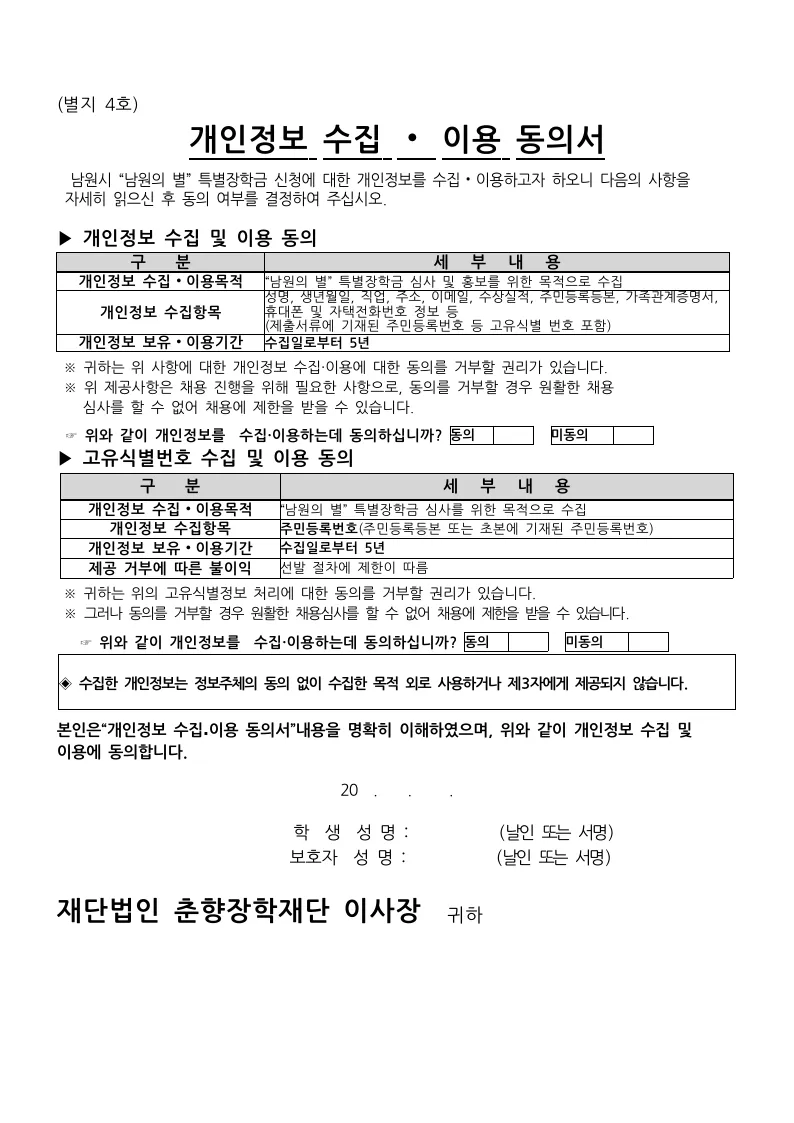 (별지 4호)
개인정보 수집 • 이용 동의서
남원시 “남원의 별” 특별장학금 신청에 대한 개인정보를 수집•이용하고자 하오니 다음의 사항을
자세히 읽으신 후 동의 여부를 결정하여 주십시오.
▶ 개인정보 수집 및 이용 동의
구 분 세 부 내 용
개인정보 수집•이용목적 “남원의 별” 특별장학금 심사 및 홍보를 위한 목적으로 수집
개인정보 수집항목 성명, 생년월일, 직업, 주소, 이메일, 수상실적, 주민등록등본, 가족관계증명서,
휴대폰 및 자택전화번호 정보 등
(제출서류에 기재된 주민등록번호 등 고유식별 번호 포함)
개인정보 보유•이용기간 수집일로부터 5년
※ 귀하는 위 사항에 대한 개인정보 수집·이용에 대한 동의를 거부할 권리가 있습니다.
※ 위 제공사항은 채용 진행을 위해 필요한 사항으로, 동의를 거부할 경우 원활한 채용
심사를 할 수 없어 채용에 제한을 받을 수 있습니다.
☞ 위와 같이 개인정보를 수집·이용하는데 동의하십니까? 동의 미동의
▶ 고유식별번호 수집 및 이용 동의
구 분 세 부 내 용
개인정보 수집•이용목적 “남원의 별” 특별장학금 심사를 위한 목적으로 수집
개인정보 수집항목 주민등록번호(주민등록등본 또는 초본에 기재된 주민등록번호)
개인정보 보유•이용기간 수집일로부터 5년
제공 거부에 따른 불이익 선발 절차에 제한이 따름
※ 귀하는 위의 고유식별정보 처리에 대한 동의를 거부할 권리가 있습니다.
※ 그러나 동의를 거부할 경우 원활한 채용심사를 할 수 없어 채용에 제한을 받을 수 있습니다.
☞ 위와 같이 개인정보를 수집·이용하는데 동의하십니까? 동의 미동의
◈ 수집한 개인정보는 정보주체의 동의 없이 수집한 목적 외로 사용하거나 제3자에게 제공되지 않습니다.
본인은“개인정보 수집·이용 동의서”내용을 명확히 이해하였으며, 위와 같이 개인정보 수집 및
이용에 동의합니다.
20 . . .
학 생 성 명 : (날인 또는 서명)
보호자 성 명 : (날인 또는 서명)
재단법인 춘향장학재단 이사장 귀하